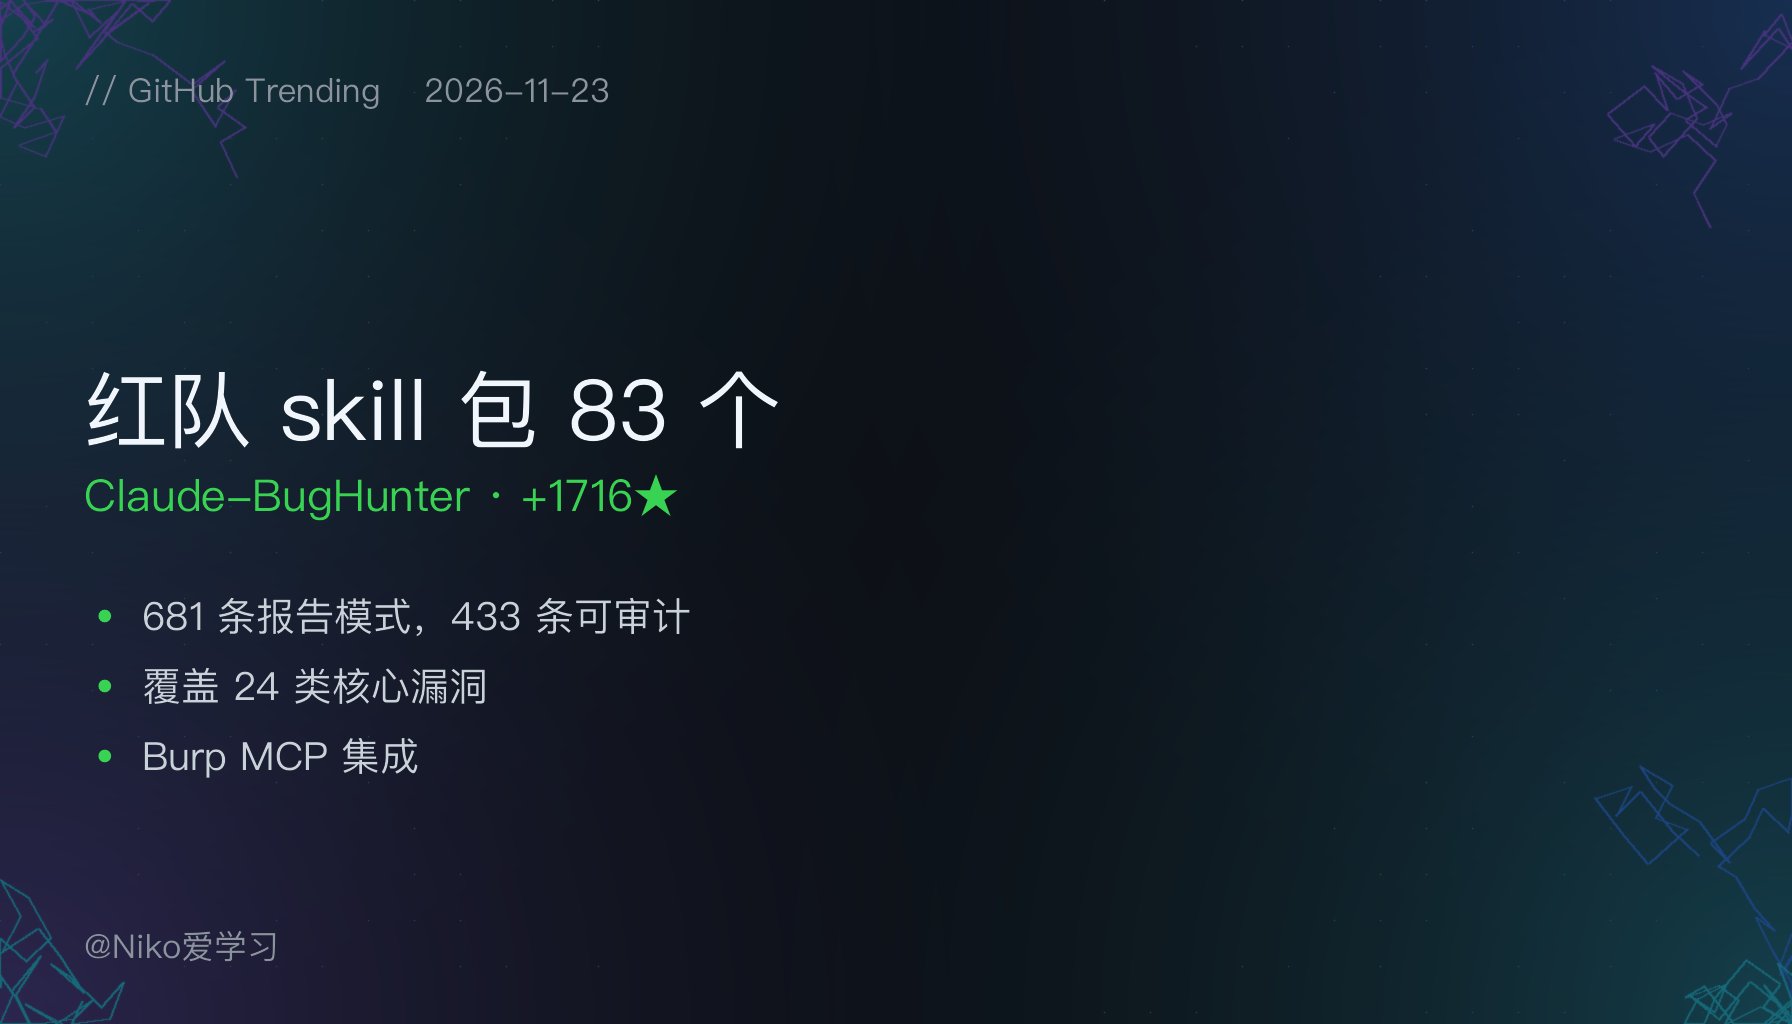 // GitHub Trending 2026-11-23
红队 skill 包 83 个
Claude-BugHunter · +1716★
• 681 条报告模式，433 条可审计
• 覆盖 24 类核心漏洞
• Burp MCP 集成
@Niko爱学习